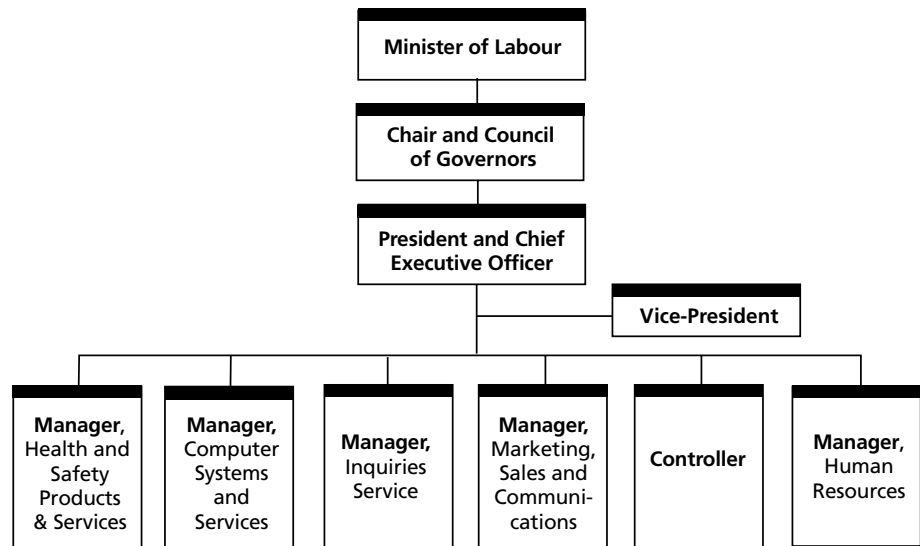 Minister of Labour
Chair and Council
of Governors
President and Chief
Executive Officer
Vice-President
Manager,
Health and
Safety
Products
& Services
Manager,
Computer
Systems
and
Services
Manager,
Inquiries
Service
Manager,
Marketing,
Sales and
Communi-
cations
Controller
Manager,
Human
Resources